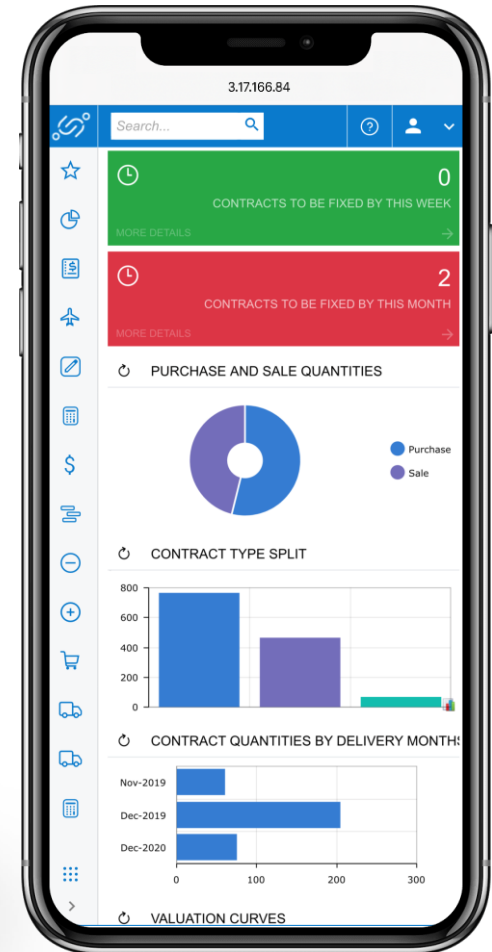 3.17.166.84
Search...
0
CONTRACTS TO BE FIXED BY THIS WEEK
MORE DETAILS
2
CONTRACTS TO BE FIXED BY THIS MONTH
MORE DETAILS
PURCHASE AND SALE QUANTITIES
Purchase
Sale
CONTRACT TYPE SPLIT
800
600
400
200
0
CONTRACT QUANTITIES BY DELIVERY MONTHS
Nov-2019
Dec-2019
Dec-2020
0 100 200 300
VALUATION CURVES